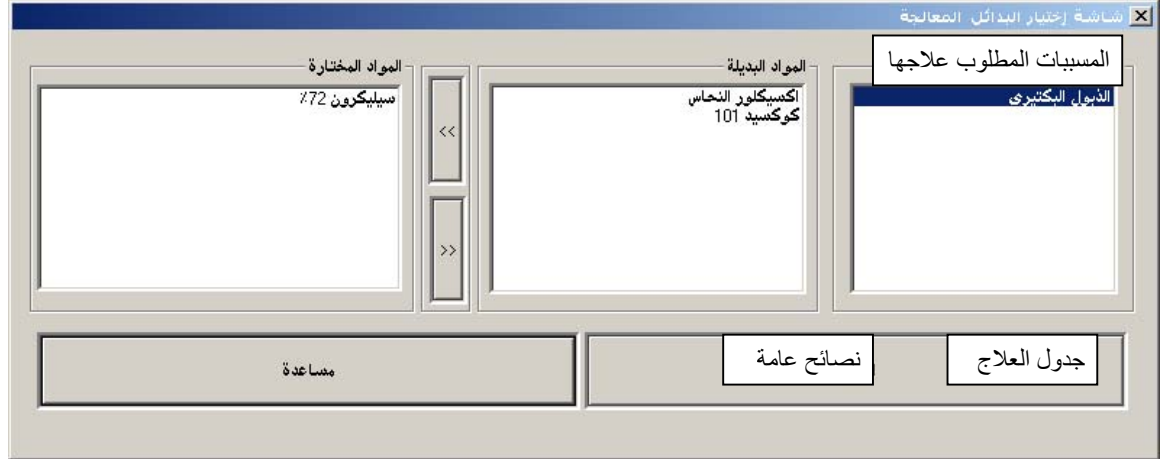 شاشة إختيار البدائل المعالجة
المسببات المطلوب علاجها
الذبول البكتيرى
المواد البديلة
اكسيكلور النحاس
كوكسيد 101
<<
>>
المواد المختارة
سيليكرون 72٪
جدول العلاج
نصائح عامة
مساعدة